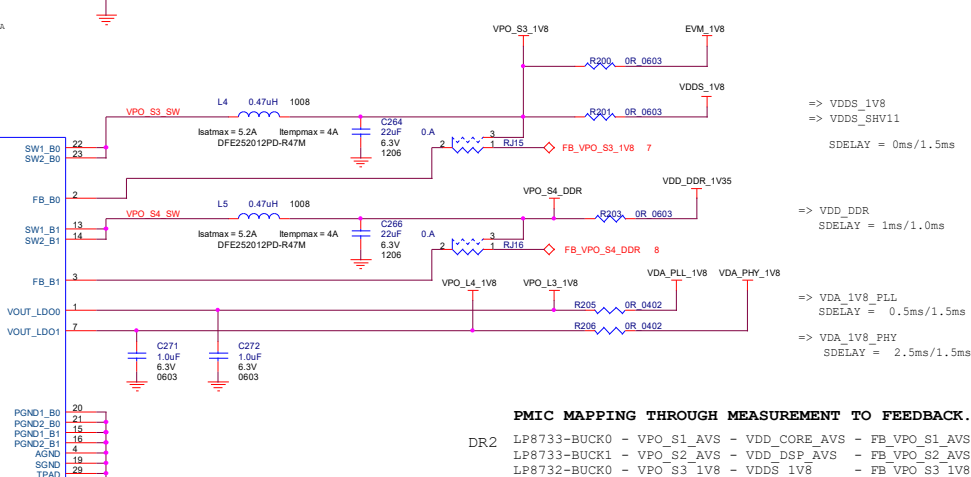 A
VPO_S3_1V8
EVM_1V8
R200 0R_0603
VDDS_1V8
L4 0.47uH 1008
VPO_S3_SW
R201 0R_0603
=> VDDS_1V8
=> VDDS_SHV11
SDELAY = 0ms/1.5ms
Isatmax = 5.2A Itempmax = 4A
DFE252012PD-R47M
C264
22uF
6.3V
1206
0.A
2
3
1
RJ15
FB_VPO_S3_1V8 7
SW1_B0 22
SW2_B0 23
FB_B0 2
VPO_S4_DDR
VDD_DDR_1V35
L5 0.47uH 1008
VPO_S4_SW
R203 0R_0603
=> VDD_DDR
SDELAY = 1ms/1.0ms
SW1_B1 13
SW2_B1 14
Isatmax = 5.2A Itempmax = 4A
DFE252012PD-R47M
C266
22uF
6.3V
1206
0.A
2
3
1
RJ16
FB_VPO_S4_DDR 8
FB_B1 3
VPO_L4_1V8
VPO_L3_1V8
VDA_PLL_1V8
VDA_PHY_1V8
VOUT_LDO0 1
R205 0R_0402
=> VDA_1V8_PLL
SDELAY = 0.5ms/1.5ms
VOUT_LDO1 7
R206 0R_0402
=> VDA_1V8_PHY
SDELAY = 2.5ms/1.5ms
C271
1.0uF
6.3V
0603
C272
1.0uF
6.3V
0603
PGND1_B0 20
PGND2_B0 21
PGND1_B1 15
PGND2_B1 16
AGND 4
SGND 19
TPAD 29
PMIC MAPPING THROUGH MEASUREMENT TO FEEDBACK.
DR2
LP8733-BUCK0 - VPO_S1_AVS - VDD_CORE_AVS - FB_VPO_S1_AVS
LP8733-BUCK1 - VPO_S2_AVS - VDD_DSP_AVS - FB_VPO_S2_AVS
LP8732-BUCK0 - VPO_S3_1V8 - VDDS_1V8 - FB_VPO_S3_1V8